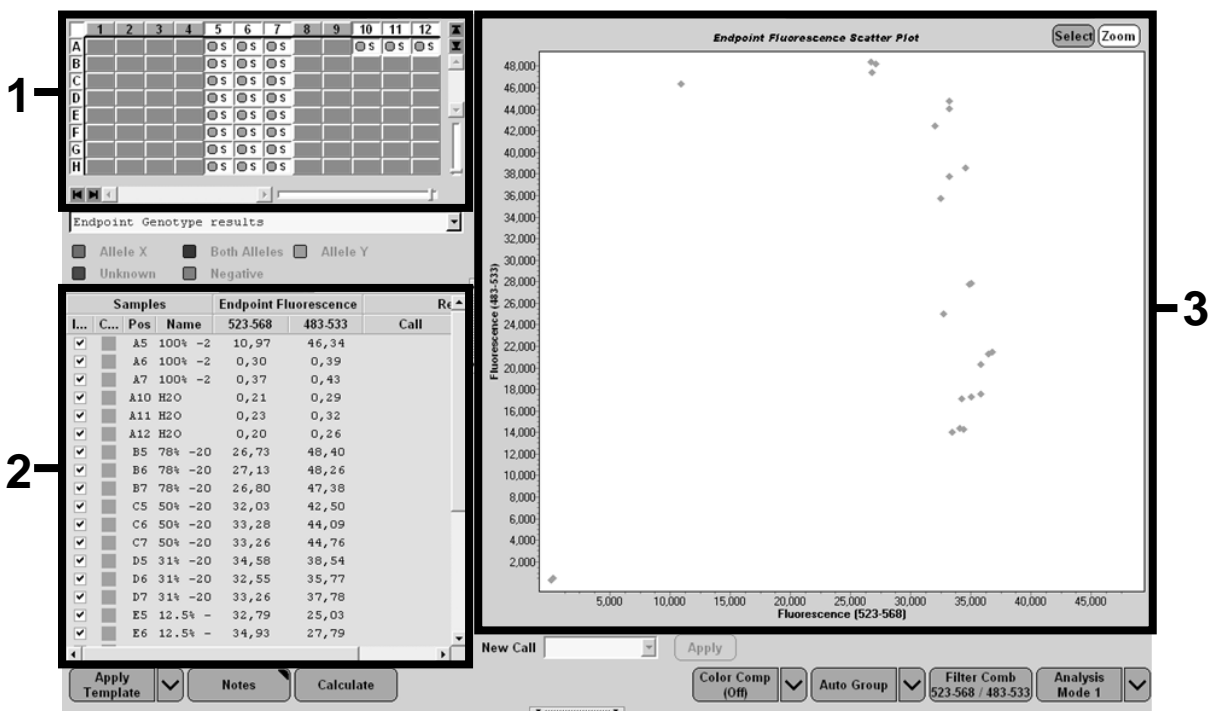 1 2 3 4 5 6 7 8 9 10 11 12
A S S S S S S
B S S S
C S S S
D S S S
E S S S
F S S S
G S S S
H S S S
1
Endpoint Genotype results
Allele X Both Alleles Allele Y
Unknown Negative
Samples Endpoint Fluorescence Re
I... C... Pos Name 523-568 483-533 Call
A5 100% -2 10,97 46,34
A6 100% -2 0,30 0,39
A7 100% -2 0,37 0,43
A10 H2O 0,21 0,29
A11 H2O 0,23 0,32
A12 H2O 0,20 0,26
B5 78% -20 26,73 48,40
B6 78% -20 27,13 48,26
B7 78% -20 26,80 47,38
C5 50% -20 32,03 42,50
C6 50% -20 33,28 44,09
C7 50% -20 33,26 44,76
D5 31% -20 34,58 38,54
D6 31% -20 32,55 35,77
D7 31% -20 33,26 37,78
E5 12.5% - 32,79 25,03
E6 12.5% - 34,93 27,79
2
Apply Template
Notes
Calculate
Endpoint Fluorescence Scatter Plot
Select Zoom
48,000
46,000
44,000
42,000
40,000
38,000
36,000
34,000
32,000
30,000
28,000
26,000
24,000
22,000
20,000
18,000
16,000
14,000
12,000
10,000
8,000
6,000
4,000
2,000
Fluorescence (483-533)
5,000 10,000 15,000 20,000 25,000 30,000 35,000 40,000 45,000
Fluorescence (523-568)
3
New Call Apply
Color Comp (Off)
Auto Group
Filter Comb 523-568 / 483-533
Analysis Mode 1